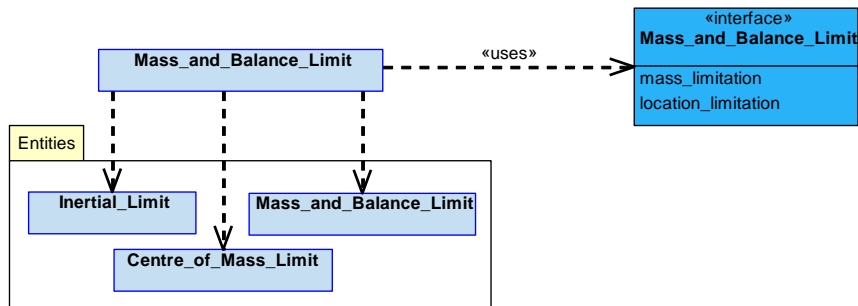 «interface»
Mass_and_Balance_Limit
mass_limitation
location_limitation
Mass_and_Balance_Limit
«uses»
Entities
Inertial_Limit
Mass_and_Balance_Limit
Centre_of_Mass_Limit